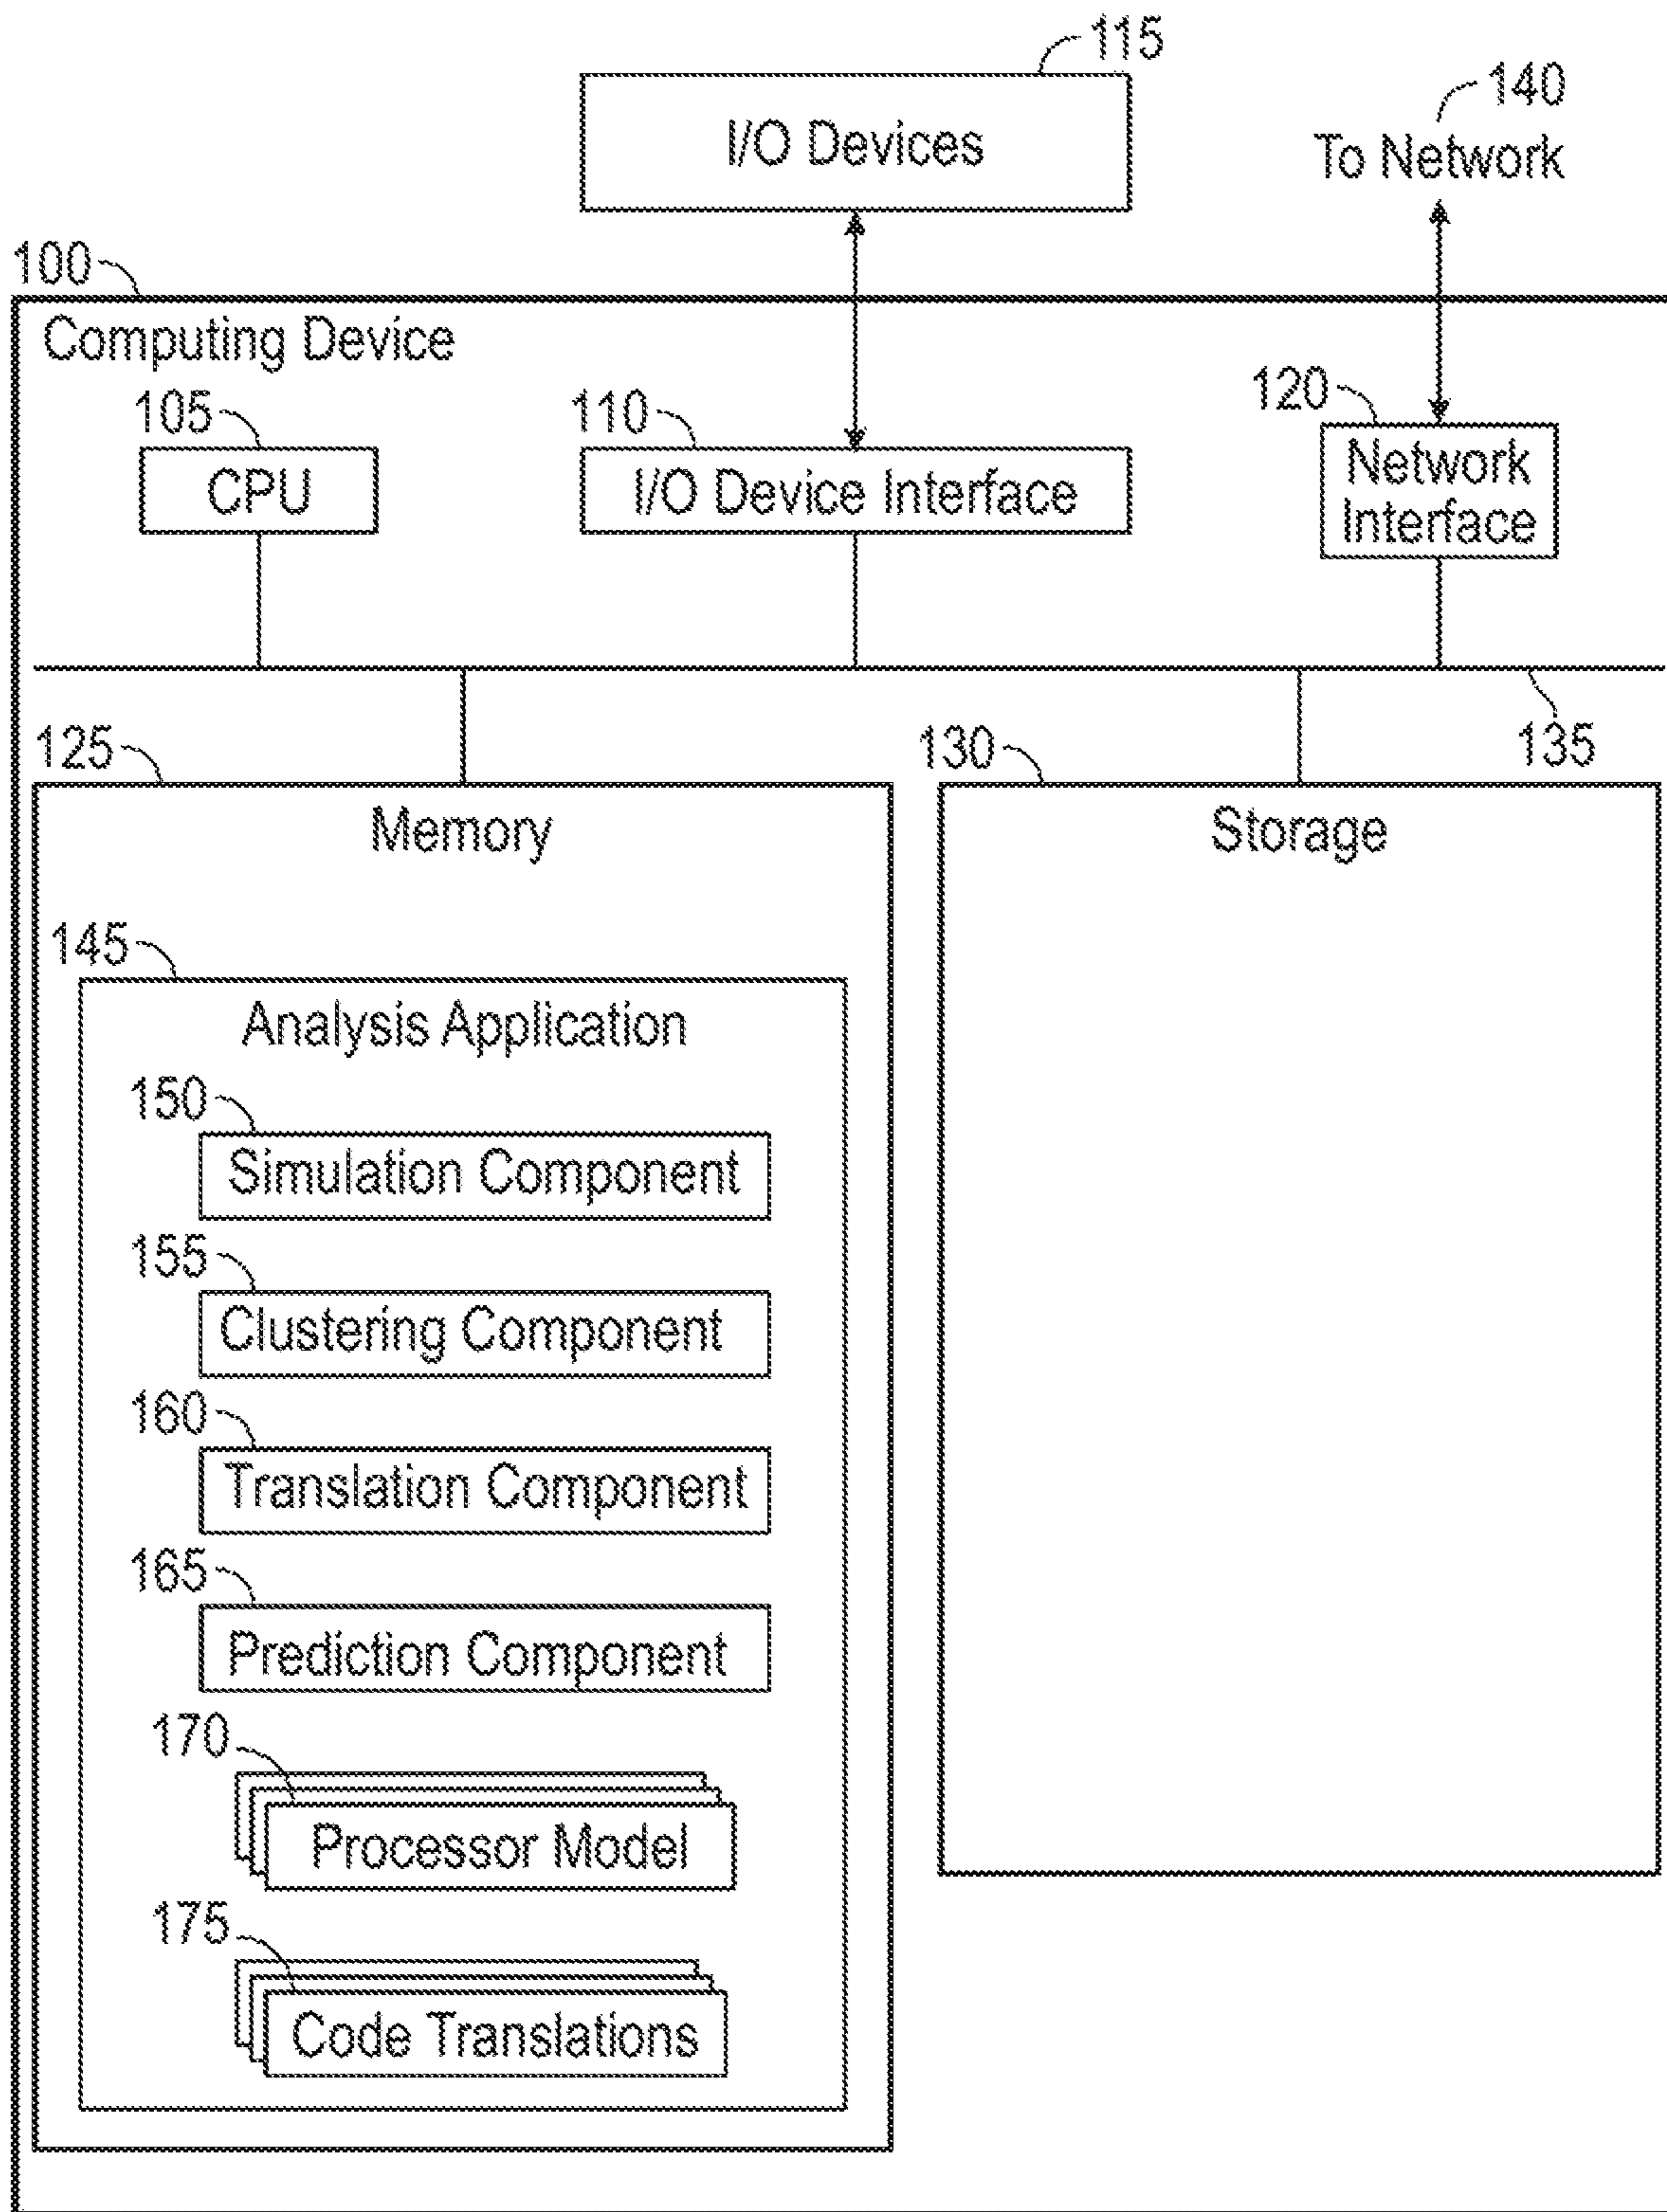 115
I/O Devices
140
To Network
100
Computing Device
105
CPU
110
I/O Device Interface
120
Network
Interface
135
125
Memory
130
Storage
145
Analysis Application
150
Simulation Component
155
Clustering Component
160
Translation Component
165
Prediction Component
170
Processor Model
175
Code Translations